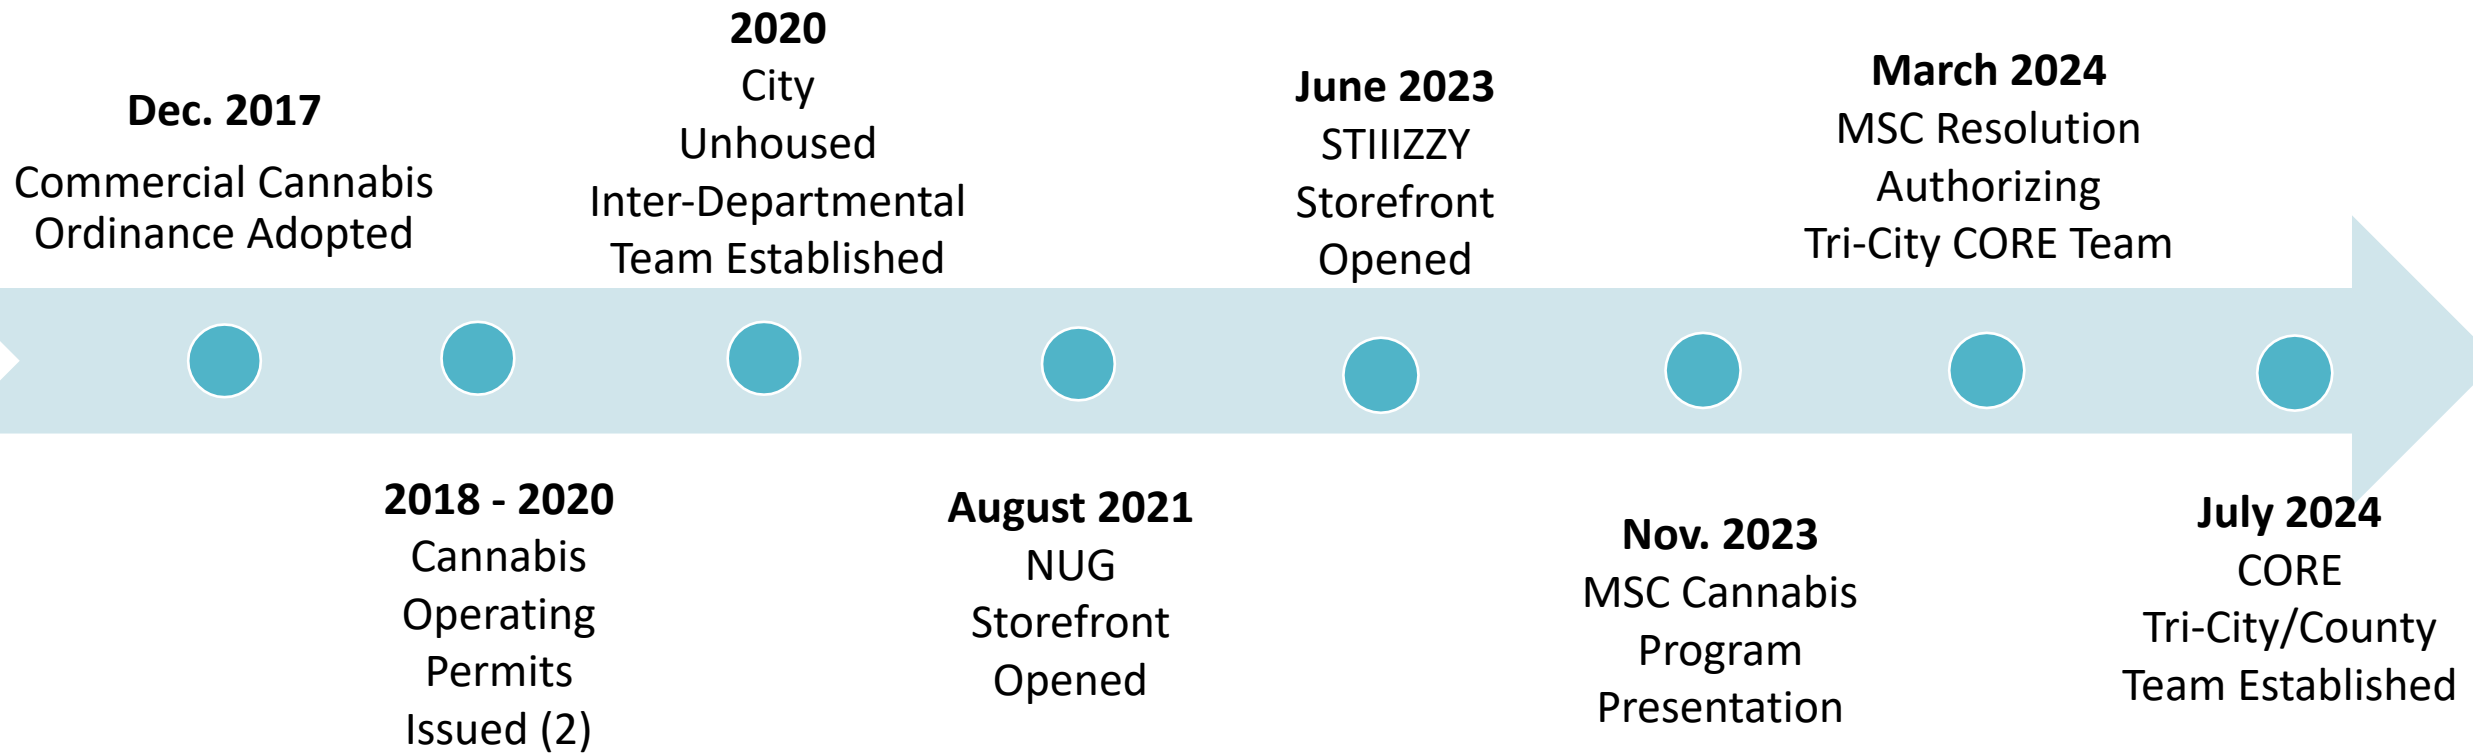 Dec. 2017
Commercial Cannabis
Ordinance Adopted
2018 - 2020
Cannabis
Operating
Permits
Issued (2)
2020
City
Unhoused
Inter-Departmental
Team Established
August 2021
NUG
Storefront
Opened
June 2023
STIIIZZY
Storefront
Opened
Nov. 2023
MSC Cannabis
Program
Presentation
March 2024
MSC Resolution
Authorizing
Tri-City CORE Team
July 2024
CORE
Tri-City/County
Team Established